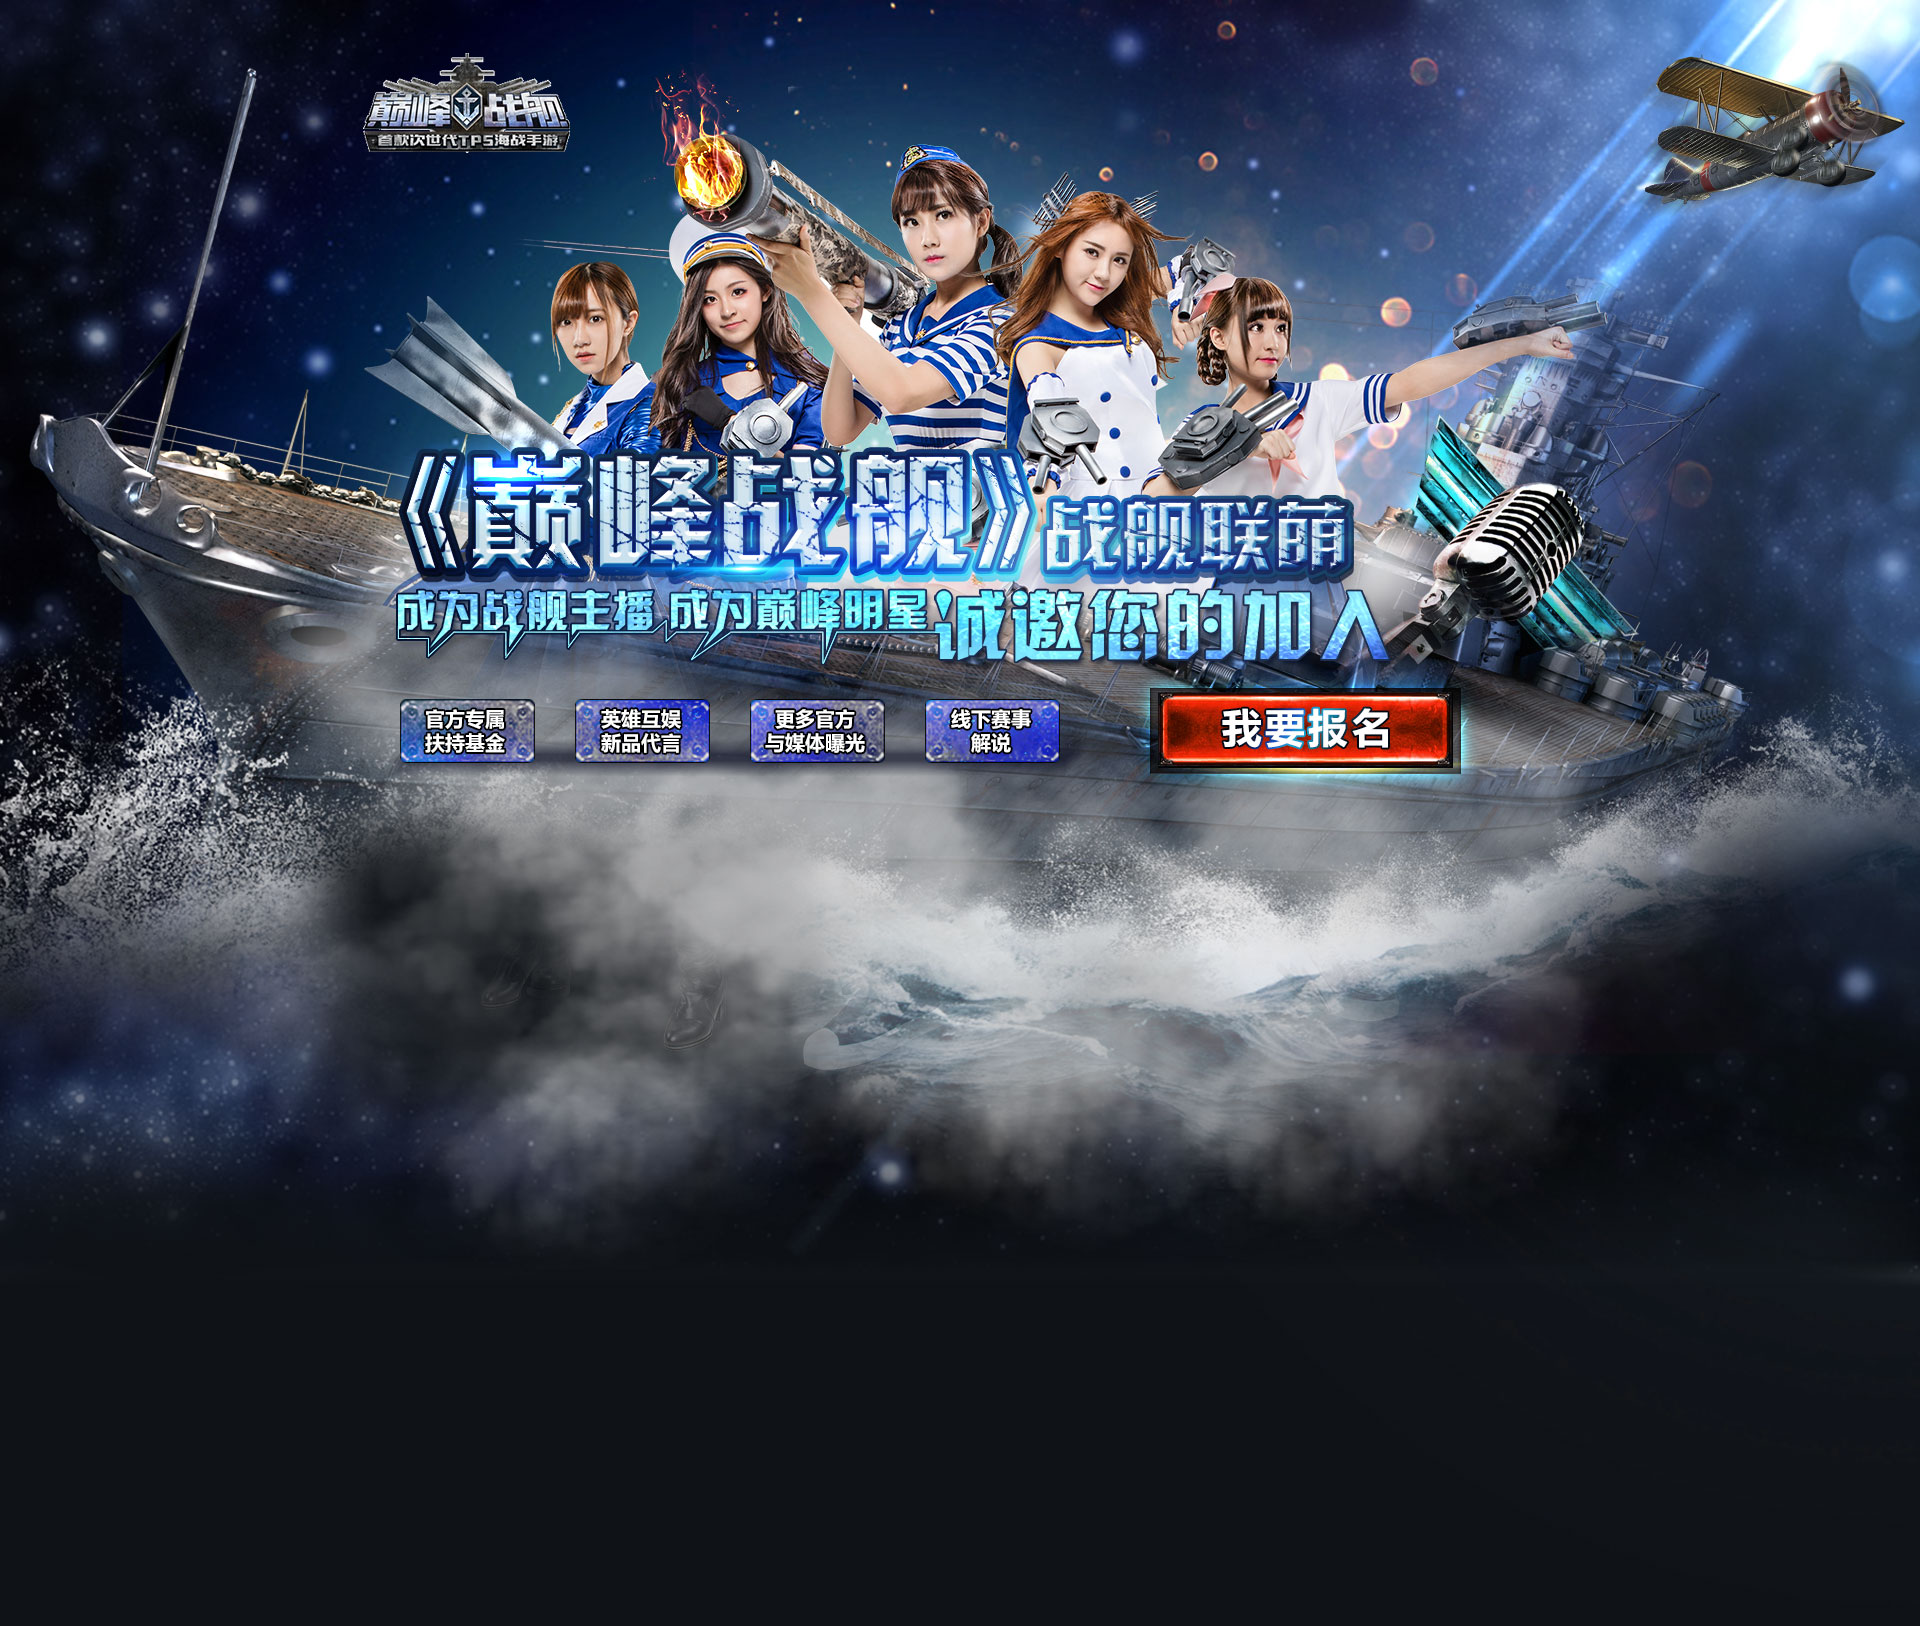 巅峰战舰
首款次世代TPS海战手游
《巅峰战舰》战舰联萌
成为战舰主播 成为巅峰明星 诚邀您的加入
官方专属
扶持基金
英雄互娱
新品代言
更多官方
与媒体曝光
线下赛事
解说
我要报名